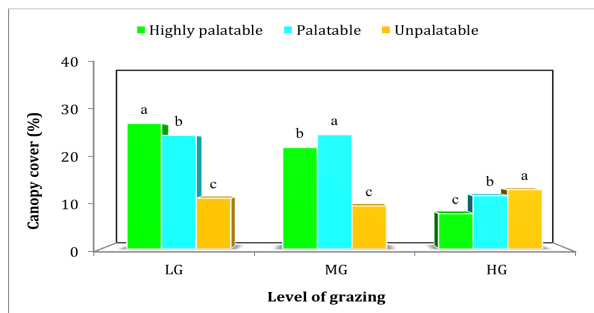 Highly palatable Palatable Unpalatable
40
30
20
10
0
Canopy cover (%)
a b c
b a c
c b a
LG MG HG
Level of grazing